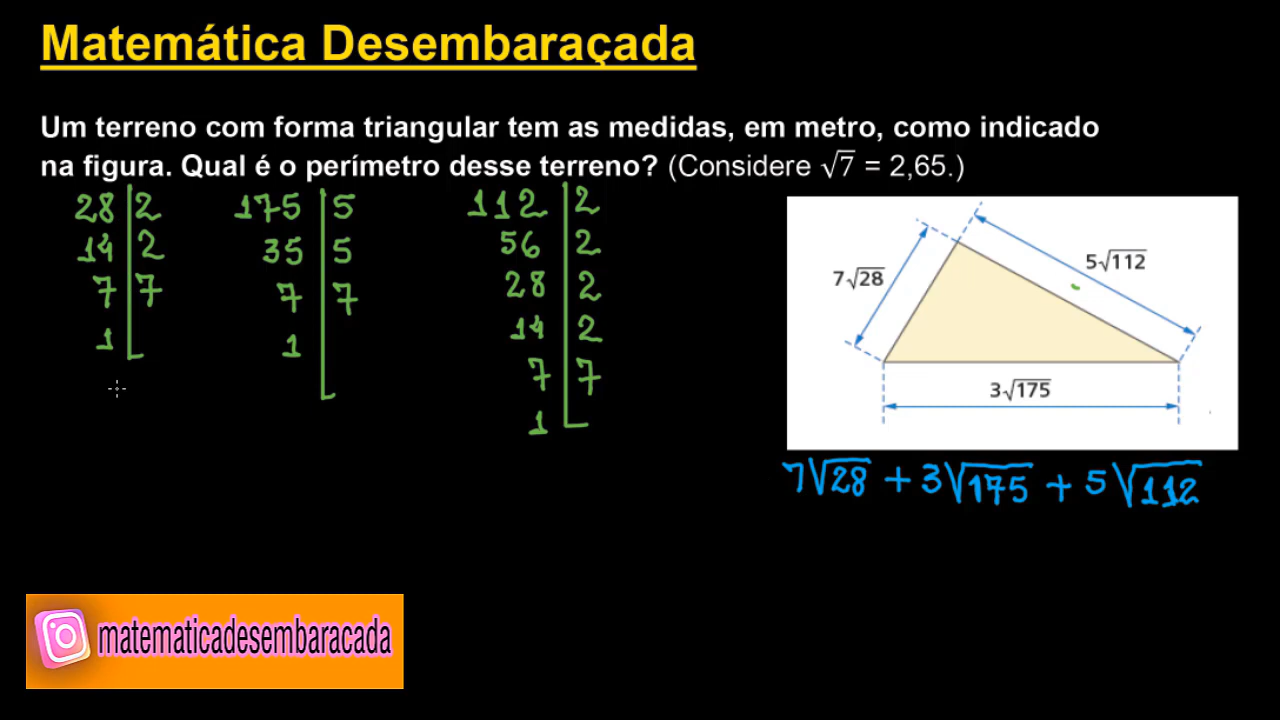 Matemática Desembaraçada
Um terreno com forma triangular tem as medidas, em metro, como indicado
na figura. Qual é o perímetro desse terreno? (Considere √7 = 2,65.)
28 | 2
14 | 2
7 | 7
1
175 | 5
35 | 5
7 | 7
1
112 | 2
56 | 2
28 | 2
14 | 2
7 | 7
1
7√28
5√112
3√175
7√28 + 3√175 + 5√112
matematicadesembaracada